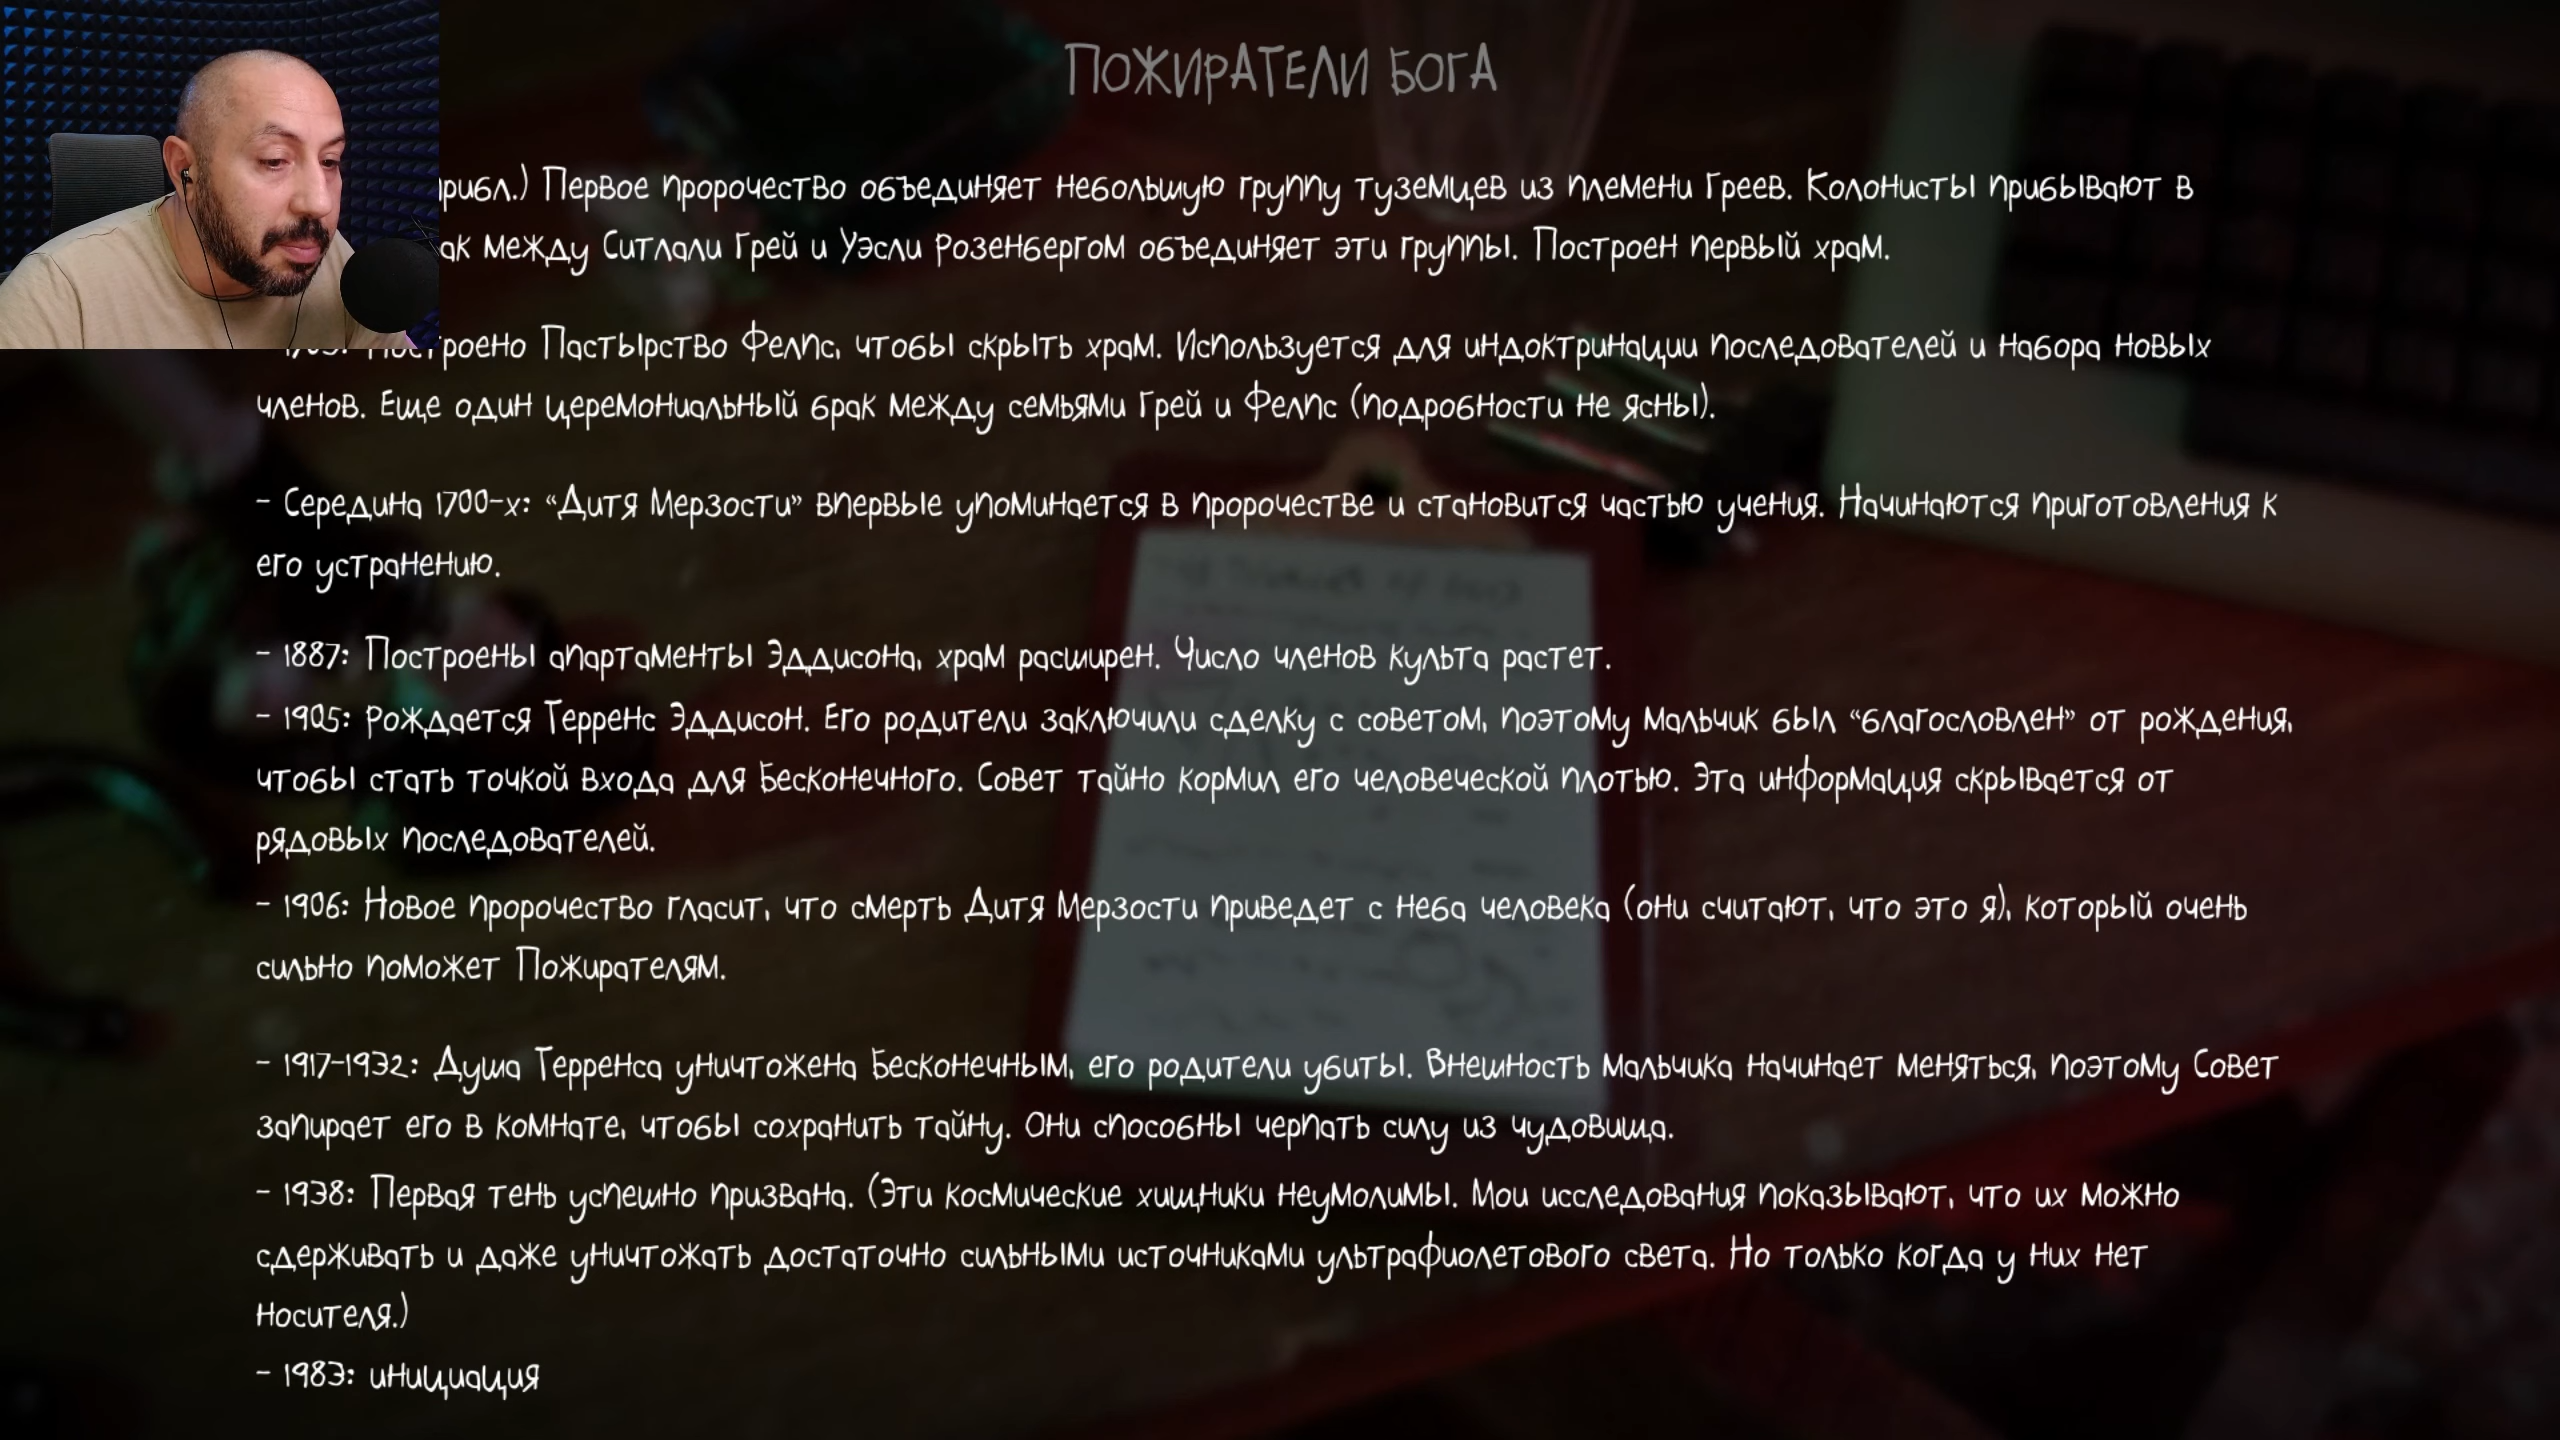 ПОЖИРАТЕЛИ БОГА
Первое пророчество объединяет небольшую группу туземцев из племени Греев. Колонисты прибывают в
между Ситлали Грей и Уэсли Розенбергом объединяет эти группы. Построен первый храм.
Построено Пастырство Фелпс, чтобы скрыть храм. Используется для индоктринации последователей и набора новых
членов. Еще один церемониальный брак между семьями Грей и Фелпс (подробности не ясны).
- Середина 1700-х: “Дитя Мерзости” впервые упоминается в пророчестве и становится частью учения. Начинаются приготовления к
его устранению.
- 1887: Построены апартаменты Эддисона, храм расширен. Число членов культа растет.
- 1905: Рождается Терренс Эддисон. Его родители заключили сделку с советом, поэтому мальчик был “благословлен” от рождения,
чтобы стать точкой входа для Бесконечного. Совет тайно кормил его человеческой плотью. Эта информация скрывается от
рядовых последователей.
- 1906: Новое пророчество гласит, что смерть Дитя Мерзости приведет с неба человека (они считают, что это я), который очень
сильно поможет Пожирателям.
- 1917-1932: Душа Терренса уничтожена Бесконечным, его родители убиты. Внешность мальчика начинает меняться, поэтому Совет
запирает его в комнате, чтобы сохранить тайну. Они способны черпать силу из чудовища.
- 1938: Первая тень успешно призвана. (Эти космические хищники неумолимы. Мои исследования показывают, что их можно
сдерживать и даже уничтожать достаточно сильными источниками ультрафиолетового света. Но только когда у них нет
носителя.)
- 1983: инициация